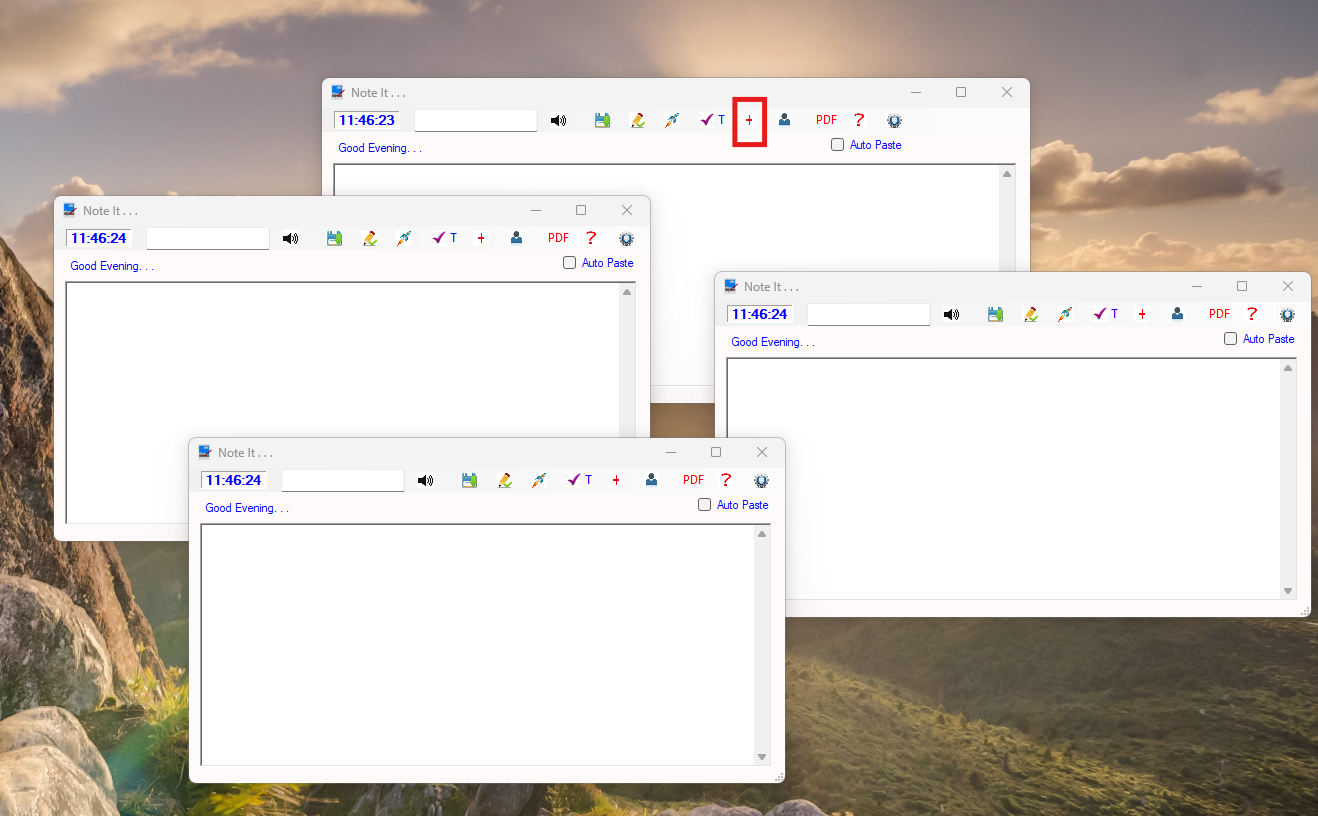 Note It . . .
11:46:23
T
+
PDF
?
Good Evening. . .
Auto Paste
Note It . . .
11:46:24
T
+
PDF
?
Good Evening. . .
Auto Paste
Note It . . .
11:46:24
T
+
PDF
?
Good Evening. . .
Auto Paste
Note It . . .
11:46:24
T
+
PDF
?
Good Evening. . .
Auto Paste